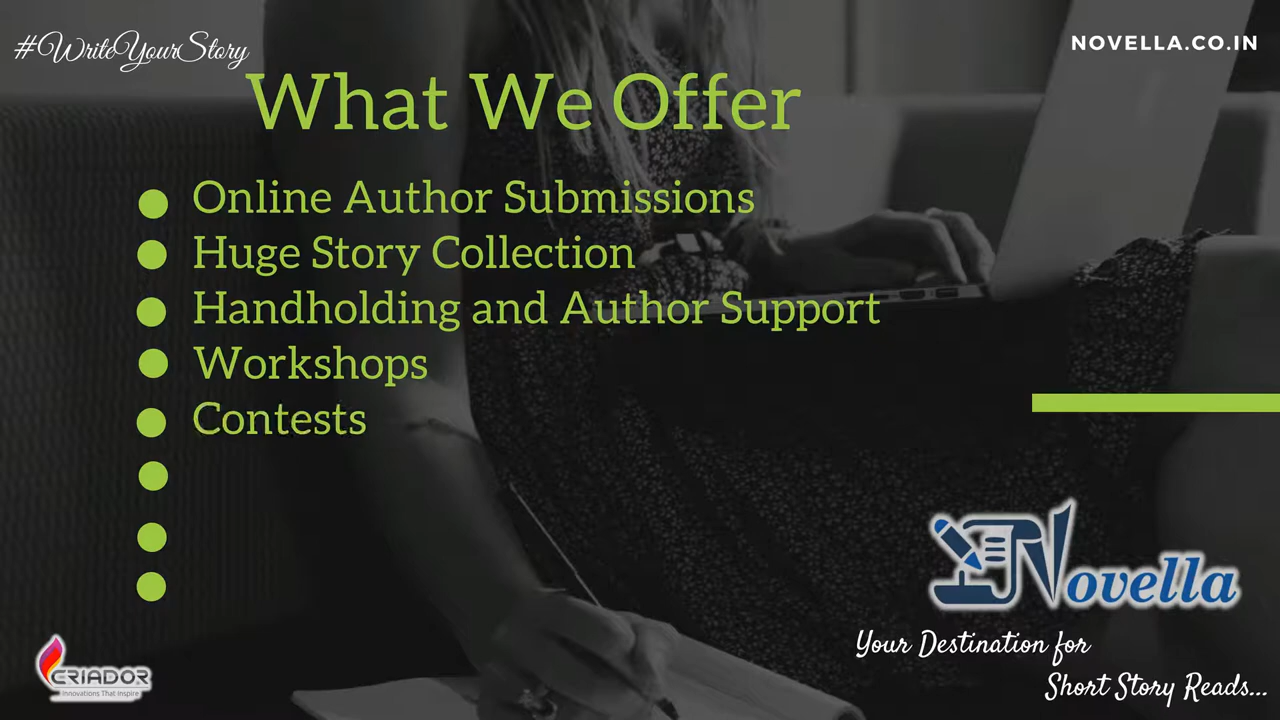 #WriteYourStory
NOVELLA.CO.IN
What We Offer
Online Author Submissions
Huge Story Collection
Handholding and Author Support
Workshops
Contests
Novella
Your Destination for
Short Story Reads...
CRIADOR
Innovations That Inspire